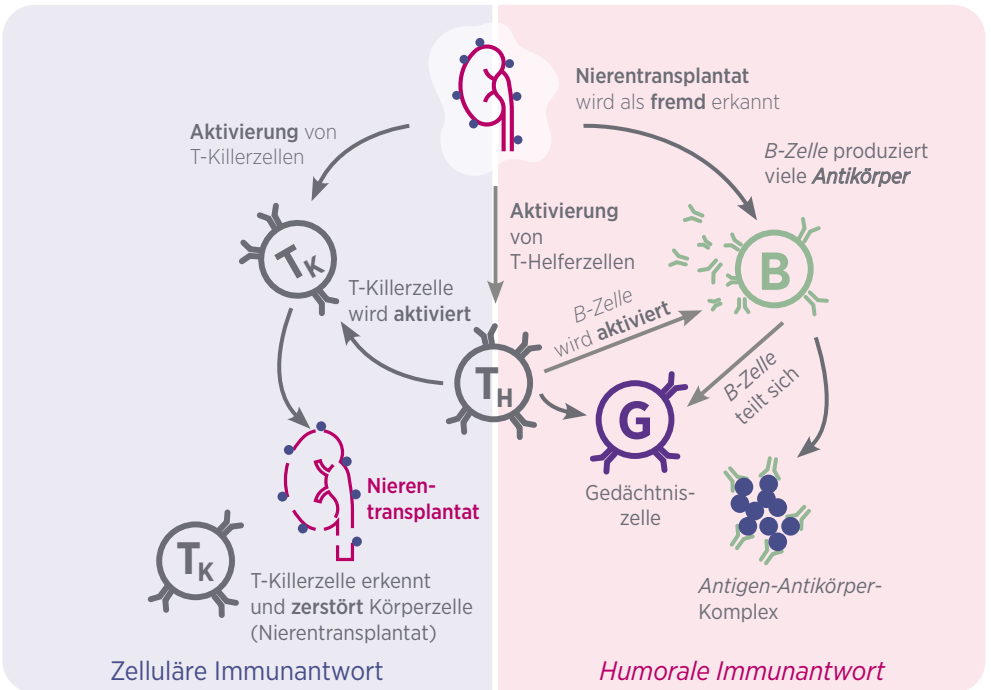 Nierentransplantat
wird als fremd erkannt
Aktivierung von
T-Killerzellen
B-Zelle produziert
viele Antikörper
Aktivierung
von
T-Helferzellen
TK
B
T-Killerzelle
wird aktiviert
B-Zelle
wird aktiviert
TH
B-Zelle
teilt sich
G
Gedächtnis-
zelle
Nieren-
transplantat
TK
T-Killerzelle erkennt
und zerstört Körperzelle
(Nierentransplantat)
Antigen-Antikörper-
Komplex
Zelluläre Immunantwort
Humorale Immunantwort